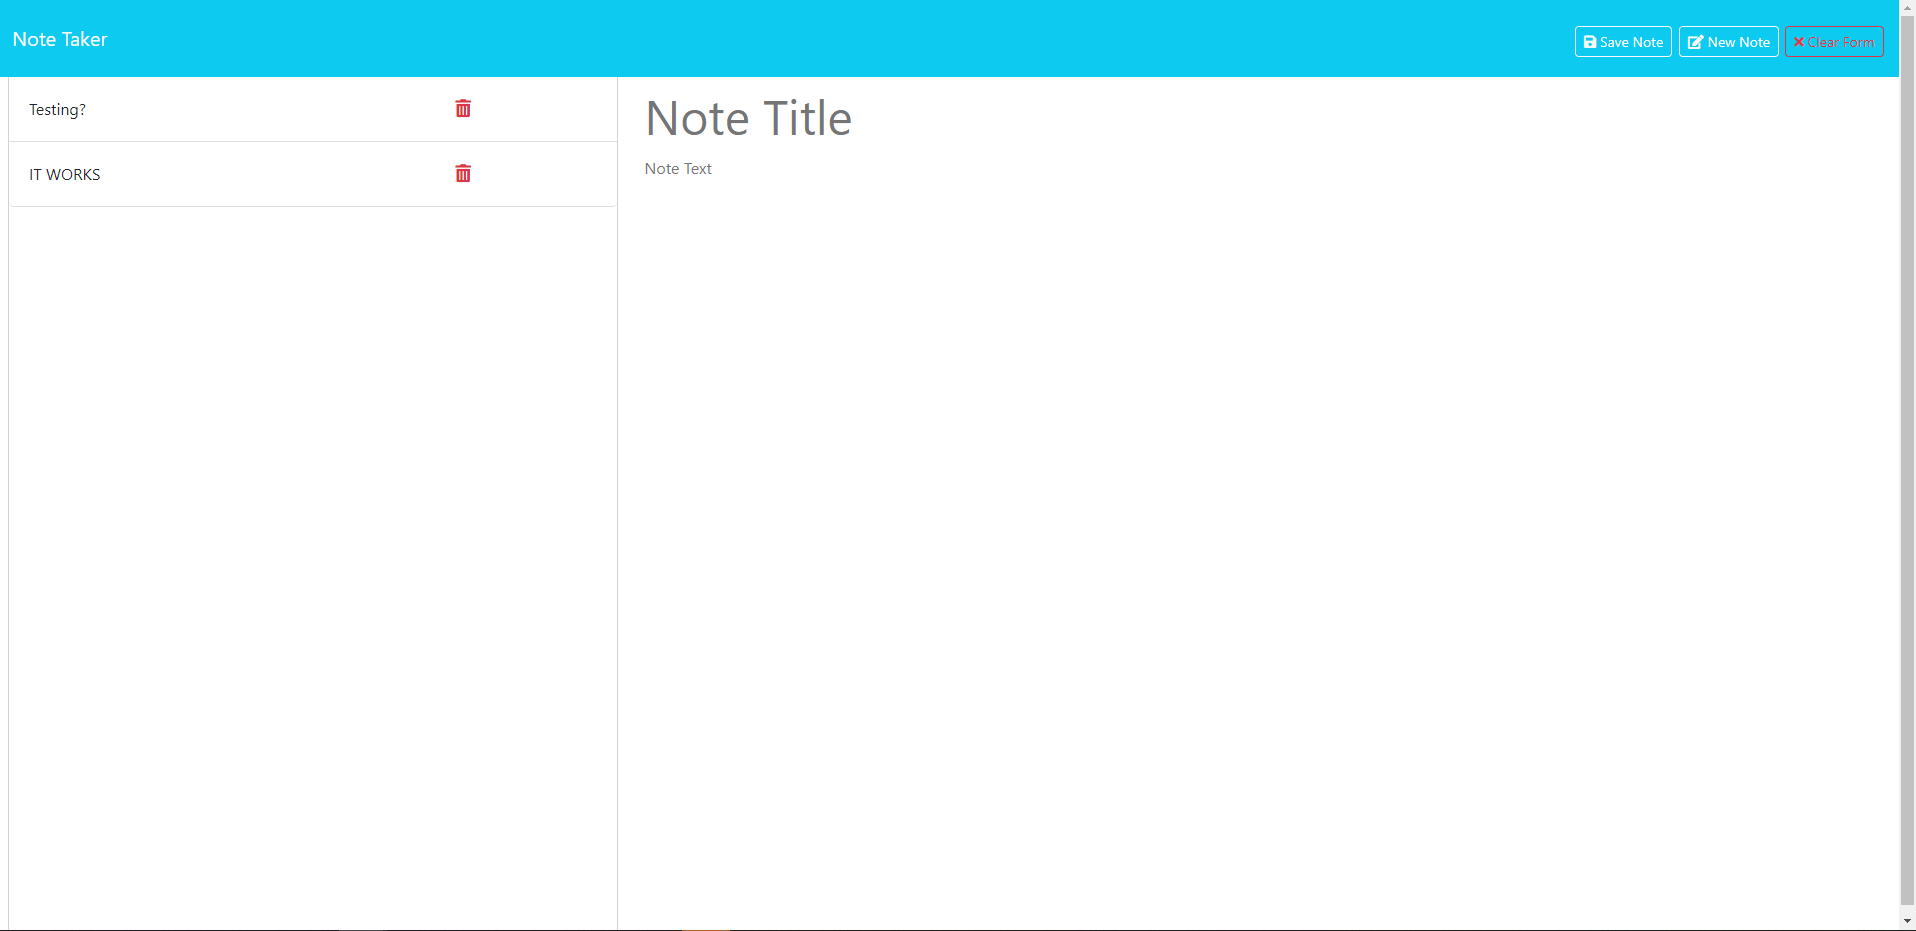 Note Taker
Save Note
New Note
Clear Form
Testing?
IT WORKS
Note Title
Note Text